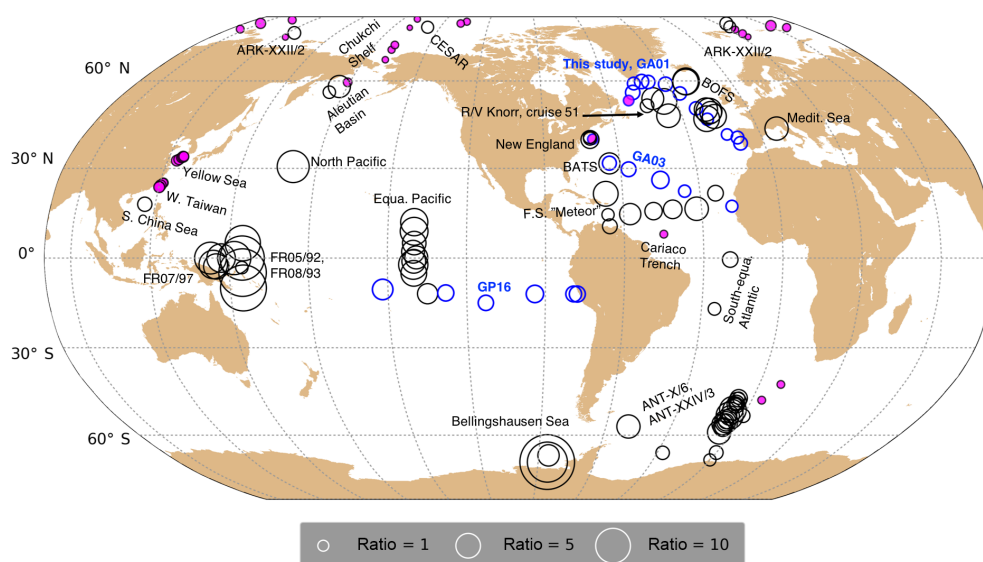 ARK-XXII/2
Chukchi
Shelf
CESAR
ARK-XXII/2
60° N
This study, GA01
BOFS
Aleutian
Basin
R/V Knorr, cruise 51
Medit. Sea
New England
30° N
North Pacific
BATS
GA03
Yellow Sea
W. Taiwan
S. China Sea
Equa. Pacific
F.S. "Meteor"
Cariaco
Trench
0°
FR07/97
FR05/92,
FR08/93
GP16
South-equa.
Atlantic
30° S
ANT-X/6,
ANT-XXIV/3
Bellingshausen Sea
60° S
Ratio = 1
Ratio = 5
Ratio = 10